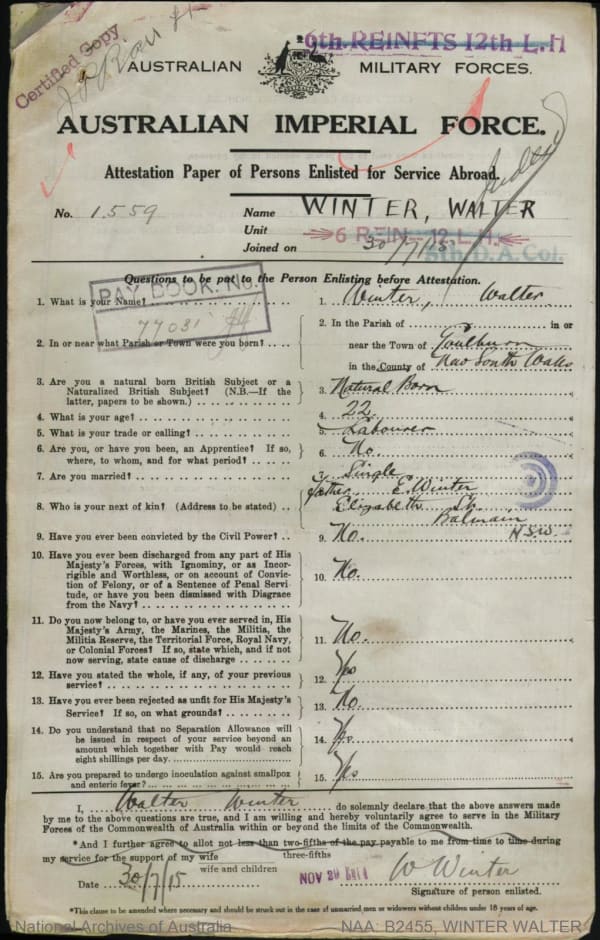 Certified Copy
6th. REINFTS 12th L.H
AUSTRALIAN MILITARY FORCES.
AUSTRALIAN IMPERIAL FORCE.
Attestation Paper of Persons Enlisted for Service Abroad.
No. 1559 Name WINTER, WALTER
Unit 6 REIN— 12 L.H.
Joined on 30/7/15 D.A. Col.
Questions to be put to the Person Enlisting before Attestation.
PAY BOOK. No.
77031
1. What is your Name? 1. Winter, Walter
2. In or near what Parish or Town were you born? 2. In the Parish of in or
near the Town of Goulburn
in the County of New South Wales
3. Are you a natural born British Subject or a
Naturalized British Subject? (N.B.—If the
latter, papers to be shown.) 3. Natural Born
4. What is your age? 4. 22
5. What is your trade or calling? 5. Labourer
6. Are you, or have you been, an Apprentice? If so,
where, to whom, and for what period? 6. No.
7. Are you married? 7. Single
8. Who is your next of kin? (Address to be stated) father E. Winter
Elizabeth St.
Balmain
N.S.W.
9. Have you ever been convicted by the Civil Power? 9. No.
10. Have you ever been discharged from any part of His
Majesty's Forces, with Ignominy, or as Incor-
rigible and Worthless, or on account of Convic-
tion of Felony, or of a Sentence of Penal Servi-
tude, or have you been dismissed with Disgrace
from the Navy? 10. No.
11. Do you now belong to, or have you ever served in, His
Majesty's Army, the Marines, the Militia, the
Militia Reserve, the Territorial Force, Royal Navy,
or Colonial Forces? If so, state which, and if not
now serving, state cause of discharge 11. No.
12. Have you stated the whole, if any, of your previous
service? 12. Yes
13. Have you ever been rejected as unfit for His Majesty's
Service? If so, on what grounds? 13. No.
14. Do you understand that no Separation Allowance will
be issued in respect of your service beyond an
amount which together with Pay would reach
eight shillings per day. 14. Yes.
15. Are you prepared to undergo inoculation against smallpox
and enteric fever? 15. Yes
I, Walter Winter do solemnly declare that the above answers made
by me to the above questions are true, and I am willing and hereby voluntarily agree to serve in the Military
Forces of the Commonwealth of Australia within or beyond the limits of the Commonwealth.
*And I further agree to allot not less than two-fifths of the pay payable to me from time to time during
three-fifths
my service for the support of my wife
wife and children
Date 30/7/15 W Winter
Signature of person enlisted.
*This clause to be amended where necessary and should be struck out in the case of unmarried men or widowers without children under 18 years of age.
National Archives of Australia NAA: B2455, WINTER WALTER